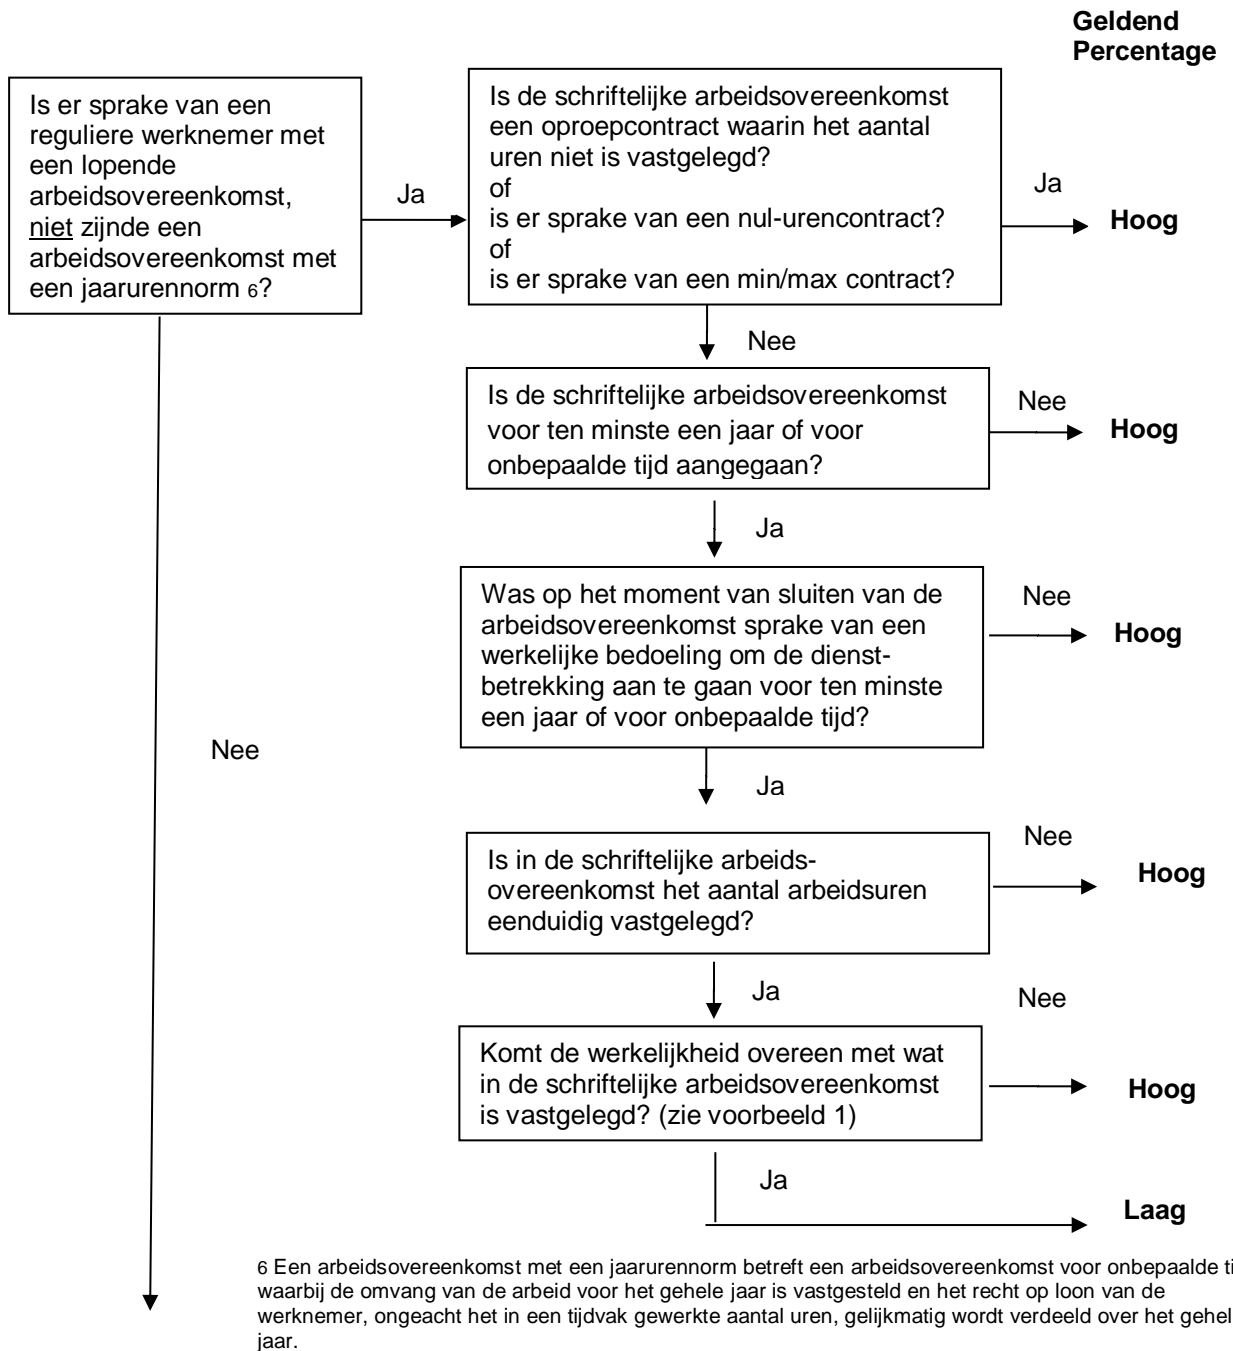 Geldend
Percentage
Is er sprake van een
reguliere werknemer met
een lopende
arbeidsovereenkomst,
niet zijnde een
arbeidsovereenkomst met
een jaarurennorm 6?
Ja
Is de schriftelijke arbeidsovereenkomst
een oproepcontract waarin het aantal
uren niet is vastgelegd?
of
is er sprake van een nul-urencontract?
of
is er sprake van een min/max contract?
Ja
Hoog
Nee
Is de schriftelijke arbeidsovereenkomst
voor ten minste een jaar of voor
onbepaalde tijd aangegaan?
Nee
Hoog
Ja
Was op het moment van sluiten van de
arbeidsovereenkomst sprake van een
werkelijke bedoeling om de dienst-
betrekking aan te gaan voor ten minste
een jaar of voor onbepaalde tijd?
Nee
Hoog
Nee
Ja
Is in de schriftelijke arbeids-
overeenkomst het aantal arbeidsuren
eenduidig vastgelegd?
Nee
Hoog
Ja
Nee
Komt de werkelijkheid overeen met wat
in de schriftelijke arbeidsovereenkomst
is vastgelegd? (zie voorbeeld 1)
Hoog
Ja
Laag
6 Een arbeidsovereenkomst met een jaarurennorm betreft een arbeidsovereenkomst voor onbepaalde ti
waarbij de omvang van de arbeid voor het gehele jaar is vastgesteld en het recht op loon van de
werknemer, ongeacht het in een tijdvak gewerkte aantal uren, gelijkmatig wordt verdeeld over het gehel
jaar.